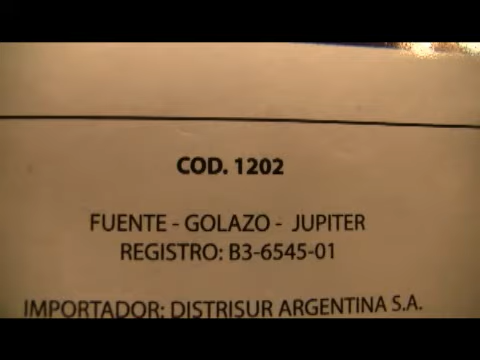 COD. 1202
FUENTE - GOLAZO - JUPITER
REGISTRO: B3-6545-01
IMPORTADOR: DISTRISUR ARGENTINA S.A.